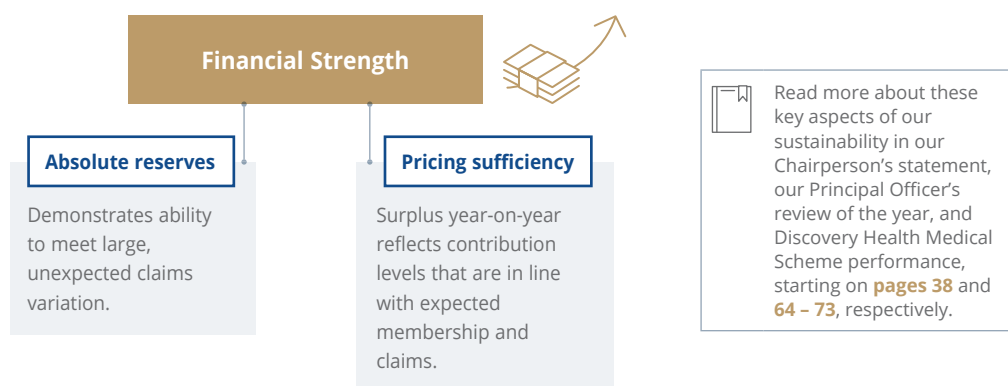 Financial Strength
Absolute reserves
Demonstrates ability
to meet large,
unexpected claims
variation.
Pricing sufficiency
Surplus year-on-year
reflects contribution
levels that are in line
with expected
membership and
claims.
Read more about these
key aspects of our
sustainability in our
Chairperson’s statement,
our Principal Officer’s
review of the year, and
Discovery Health Medical
Scheme performance,
starting on pages 38 and
64 – 73, respectively.